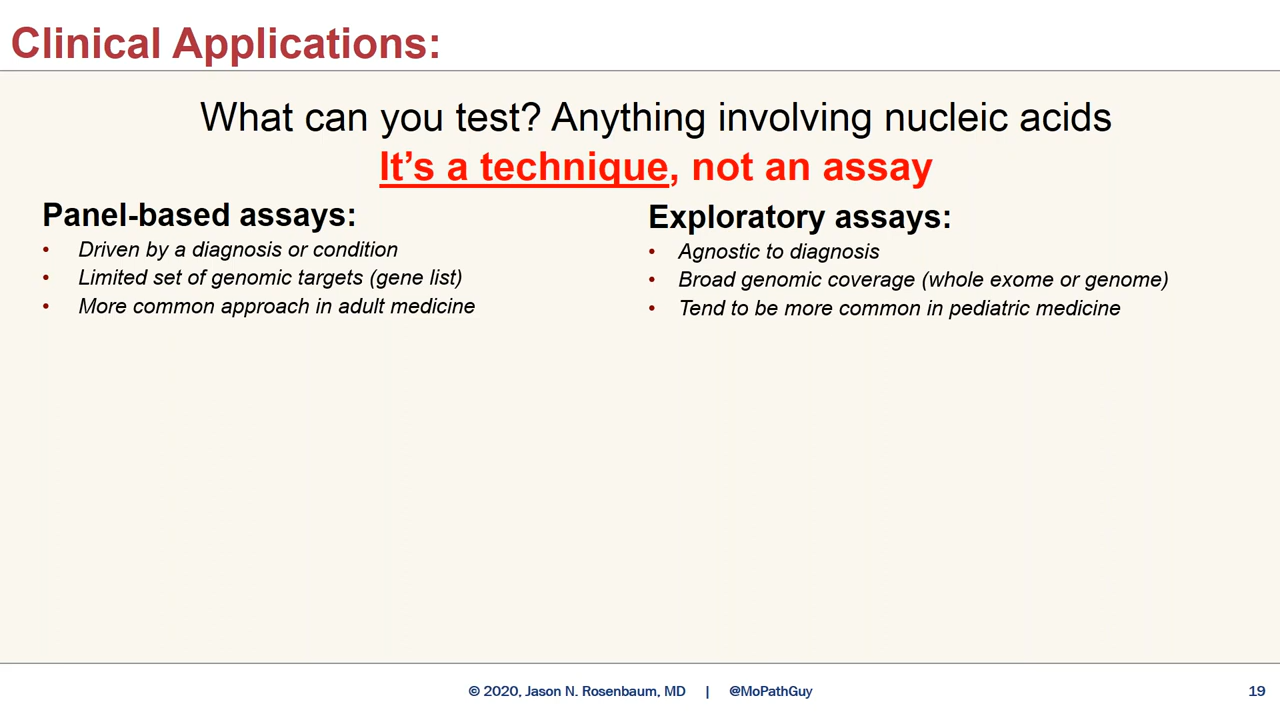 Clinical Applications:
What can you test? Anything involving nucleic acids
It’s a technique, not an assay
Panel-based assays:
• Driven by a diagnosis or condition
• Limited set of genomic targets (gene list)
• More common approach in adult medicine
Exploratory assays:
• Agnostic to diagnosis
• Broad genomic coverage (whole exome or genome)
• Tend to be more common in pediatric medicine
© 2020, Jason N. Rosenbaum, MD | @MoPathGuy
19